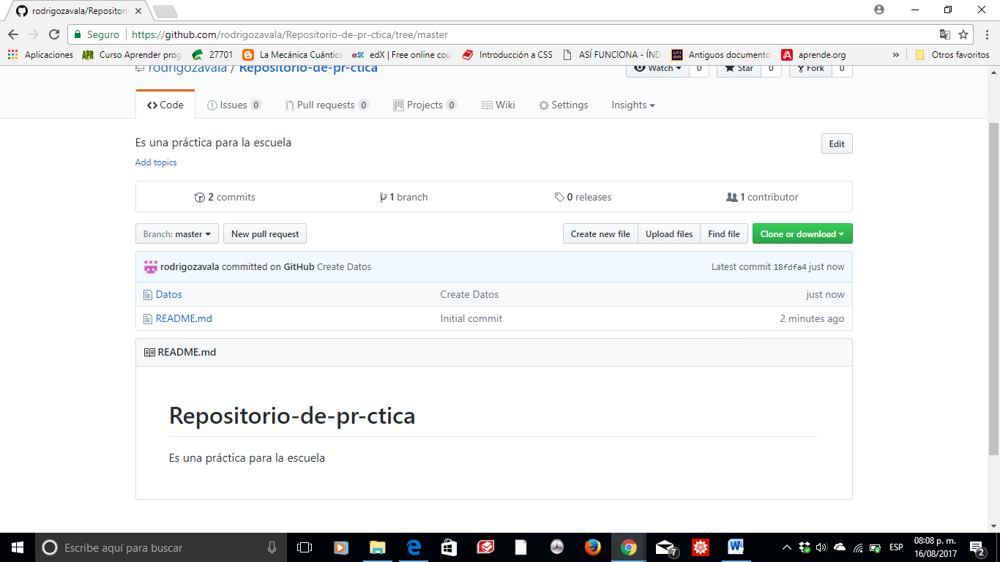 rodrigozavala/Repositori
Seguro https://github.com/rodrigozavala/Repositorio-de-pr-ctica/tree/master
Aplicaciones APR Curso Aprender prog 27701 La Mecánica Cuántica edX | Free online cour Introducción a CSS ASÍ FUNCIONA - ÍND UNAM Antiguos documento aprende.org » Otros favoritos
rodrigozavala / Repositorio-de-pr-ctica Watch 0 Star 0 Fork 0
Code Issues 0 Pull requests 0 Projects 0 Wiki Settings Insights
Es una práctica para la escuela Edit
Add topics
2 commits 1 branch 0 releases 1 contributor
Branch: master New pull request Create new file Upload files Find file Clone or download
rodrigozavala committed on GitHub Create Datos Latest commit 18fdfa4 just now
Datos Create Datos just now
README.md Initial commit 2 minutes ago
README.md
Repositorio-de-pr-ctica
Es una práctica para la escuela
Escribe aquí para buscar 7 ESP 08:08 p. m. 2
16/08/2017